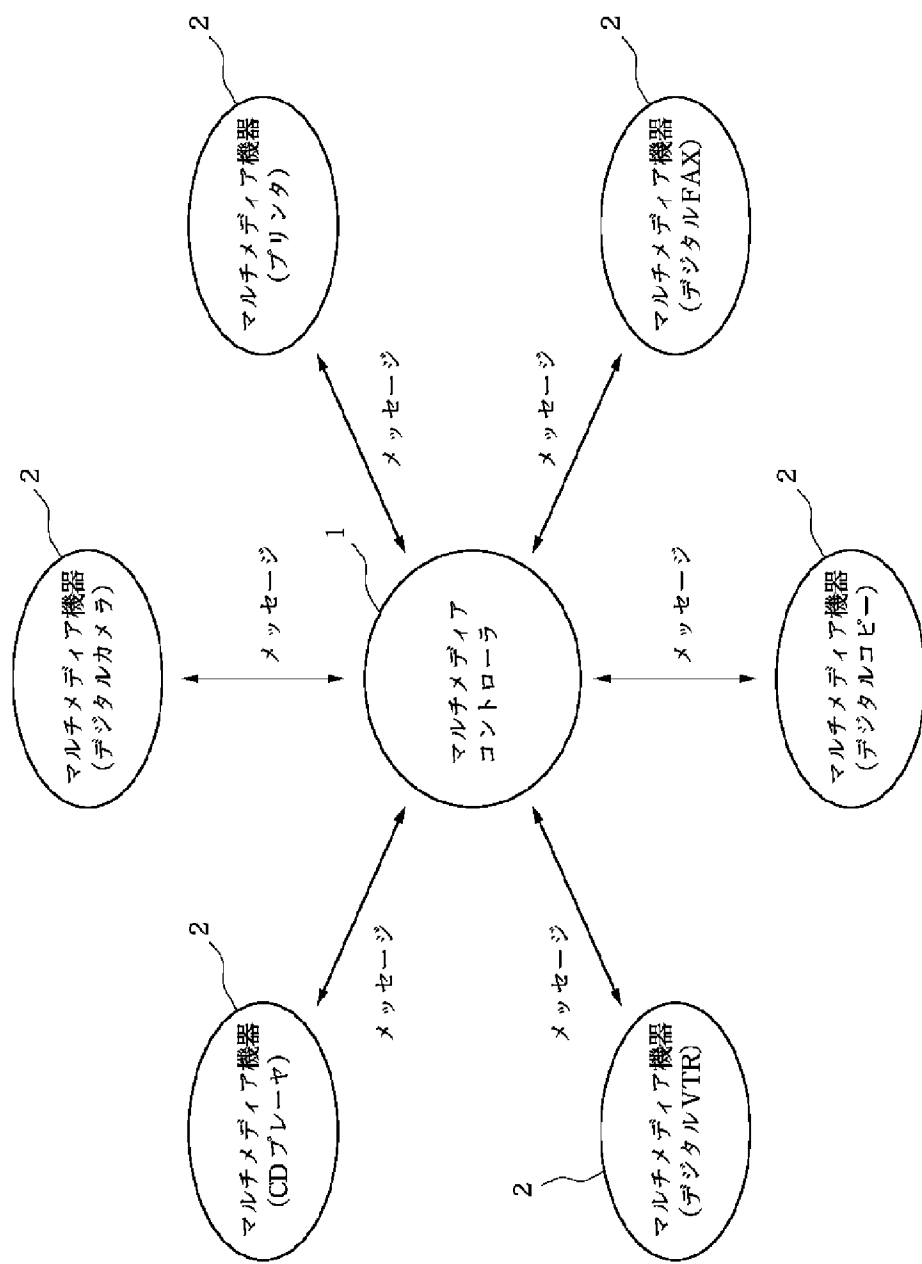 2
マルチメディア機器
(CDプレーヤ)
2
マルチメディア機器
(デジタルカメラ)
2
マルチメディア機器
(プリンタ)
メッセージ
メッセージ
メッセージ
1
マルチメディア
コントローラ
メッセージ
メッセージ
メッセージ
2
マルチメディア機器
(デジタルVTR)
2
マルチメディア機器
(デジタルコピー)
2
マルチメディア機器
(デジタルFAX)